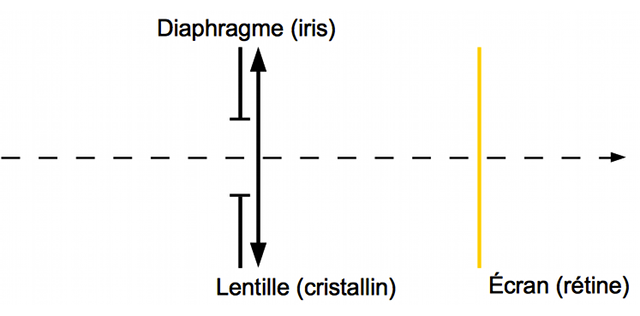 Diaphragme (iris)
Lentille (cristallin)
Écran (rétine)